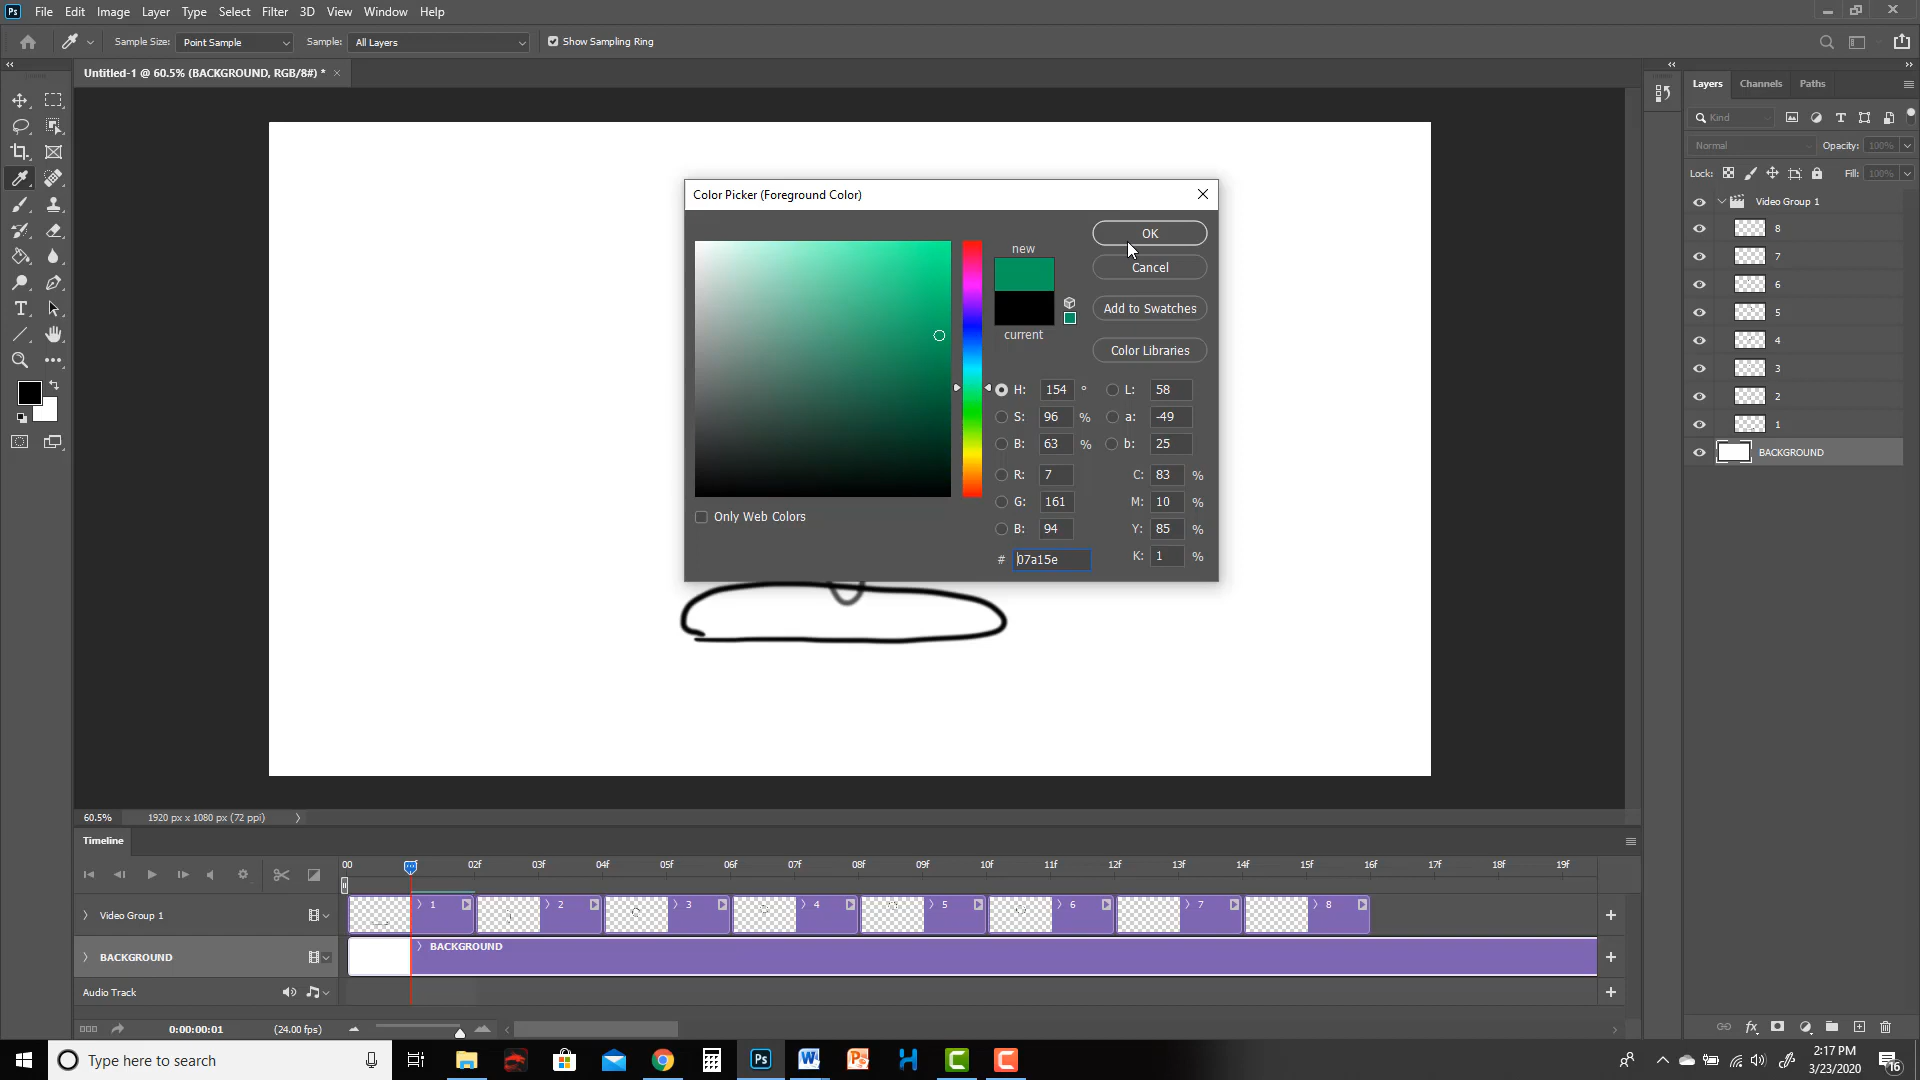 Ps File Edit Image Layer Type Select Filter 3D View Window Help
Sample Size: Point Sample Sample: All Layers Show Sampling Ring
Untitled-1 @ 60.5% (BACKGROUND, RGB/8#) * ×
Layers Channels Paths
Kind
Normal Opacity: 100%
Lock: Fill: 100%
Video Group 1
8
7
6
5
4
3
2
1
BACKGROUND
Color Picker (Foreground Color)
new
current
OK
Cancel
Add to Swatches
Color Libraries
H: 154 ° L: 58
S: 96 % a: -49
B: 63 % b: 25
R: 7 C: 83 %
G: 161 M: 10 %
B: 94 Y: 85 %
# 07a15e K: 1 %
Only Web Colors
60.5% 1920 px x 1080 px (72 ppi)
Timeline
00 02f 03f 04f 05f 06f 07f 08f 09f 10f 11f 12f 13f 14f 15f 16f 17f 18f 19f
Video Group 1 1 2 3 4 5 6 7 8
BACKGROUND BACKGROUND
Audio Track
0:00:00:01 (24.00 fps)
Type here to search
Ps
2:17 PM
3/23/2020
16